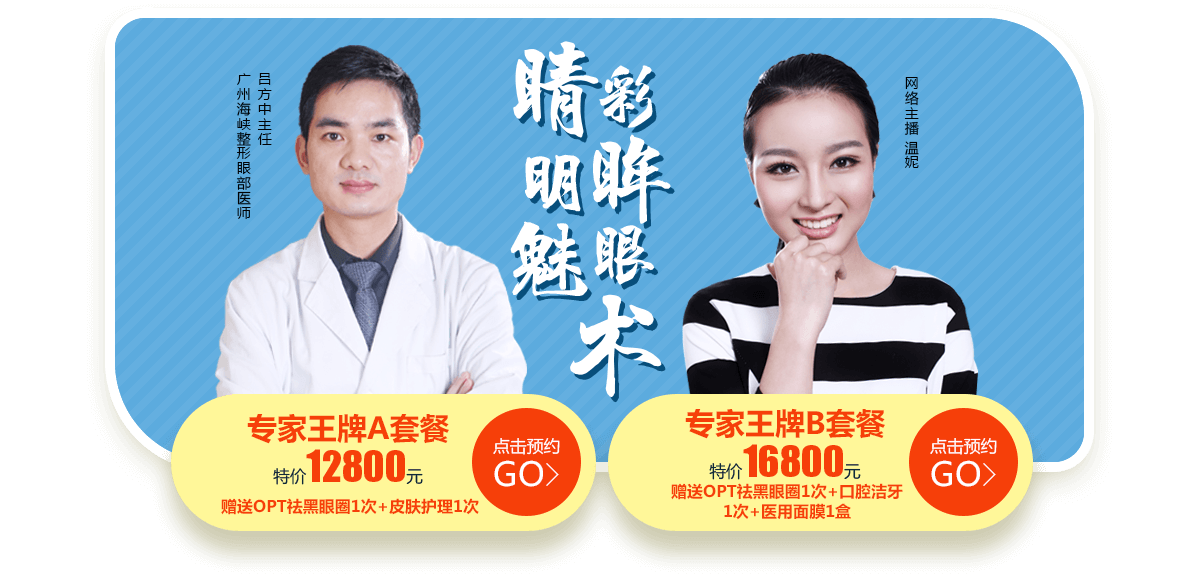 吕方中主任
广州海峡整形眼部医师
彩眸眼术
睛明魅
网络主播 温妮
专家王牌A套餐
特价12800元
赠送OPT祛黑眼圈1次+皮肤护理1次
点击预约
GO>
专家王牌B套餐
特价16800元
赠送OPT祛黑眼圈1次+口腔洁牙
1次+医用面膜1盒
点击预约
GO>